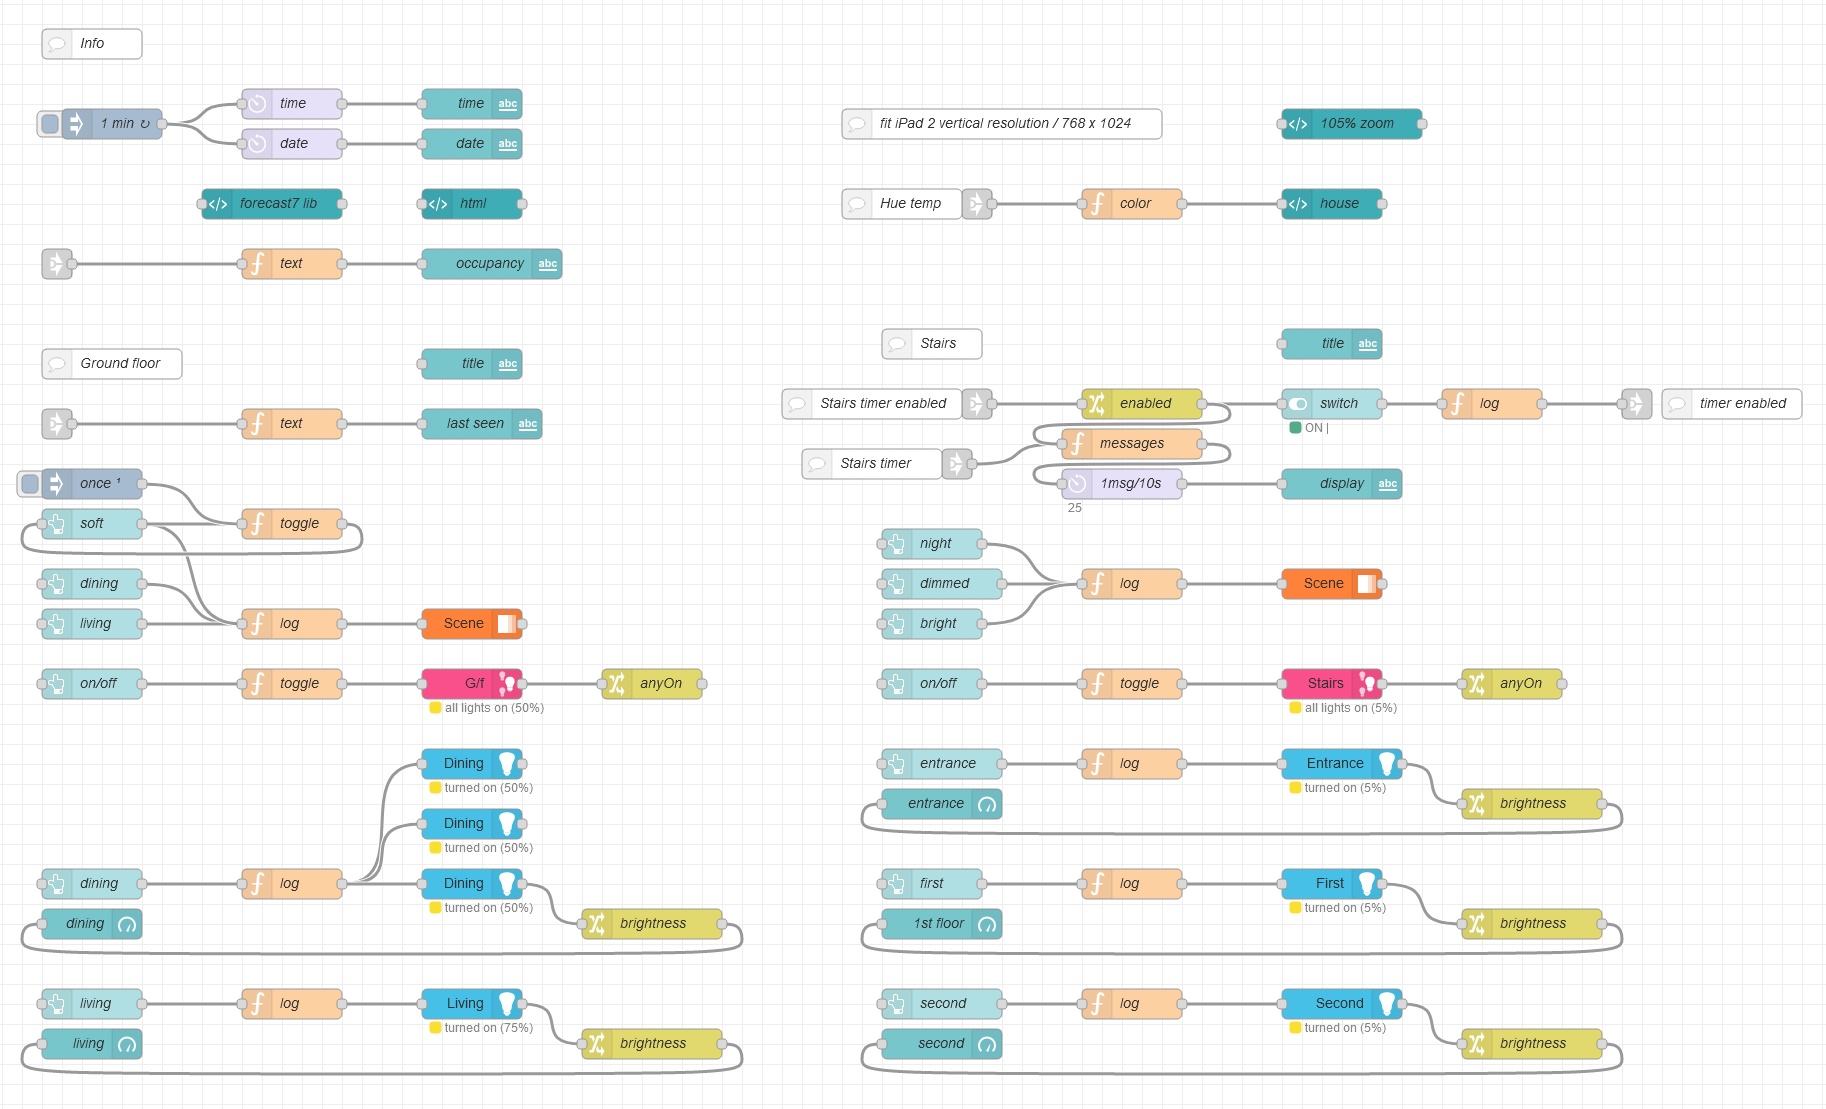 Info
1 min ↻
time
time
abc
date
date
abc
forecast7 lib
html
text
occupancy
abc
fit iPad 2 vertical resolution / 768 x 1024
105% zoom
Hue temp
color
house
Ground floor
title
abc
text
last seen
abc
once ¹
soft
toggle
dining
living
log
Scene
on/off
toggle
G/f
anyOn
all lights on (50%)
Dining
turned on (50%)
Dining
turned on (50%)
dining
log
Dining
turned on (50%)
dining
brightness
living
log
Living
turned on (75%)
living
brightness
Stairs
title
abc
Stairs timer enabled
enabled
switch
log
timer enabled
ON |
messages
Stairs timer
1msg/10s
display
abc
25
night
dimmed
log
Scene
bright
on/off
toggle
Stairs
anyOn
all lights on (5%)
entrance
log
Entrance
turned on (5%)
entrance
brightness
first
log
First
turned on (5%)
1st floor
brightness
second
log
Second
turned on (5%)
second
brightness